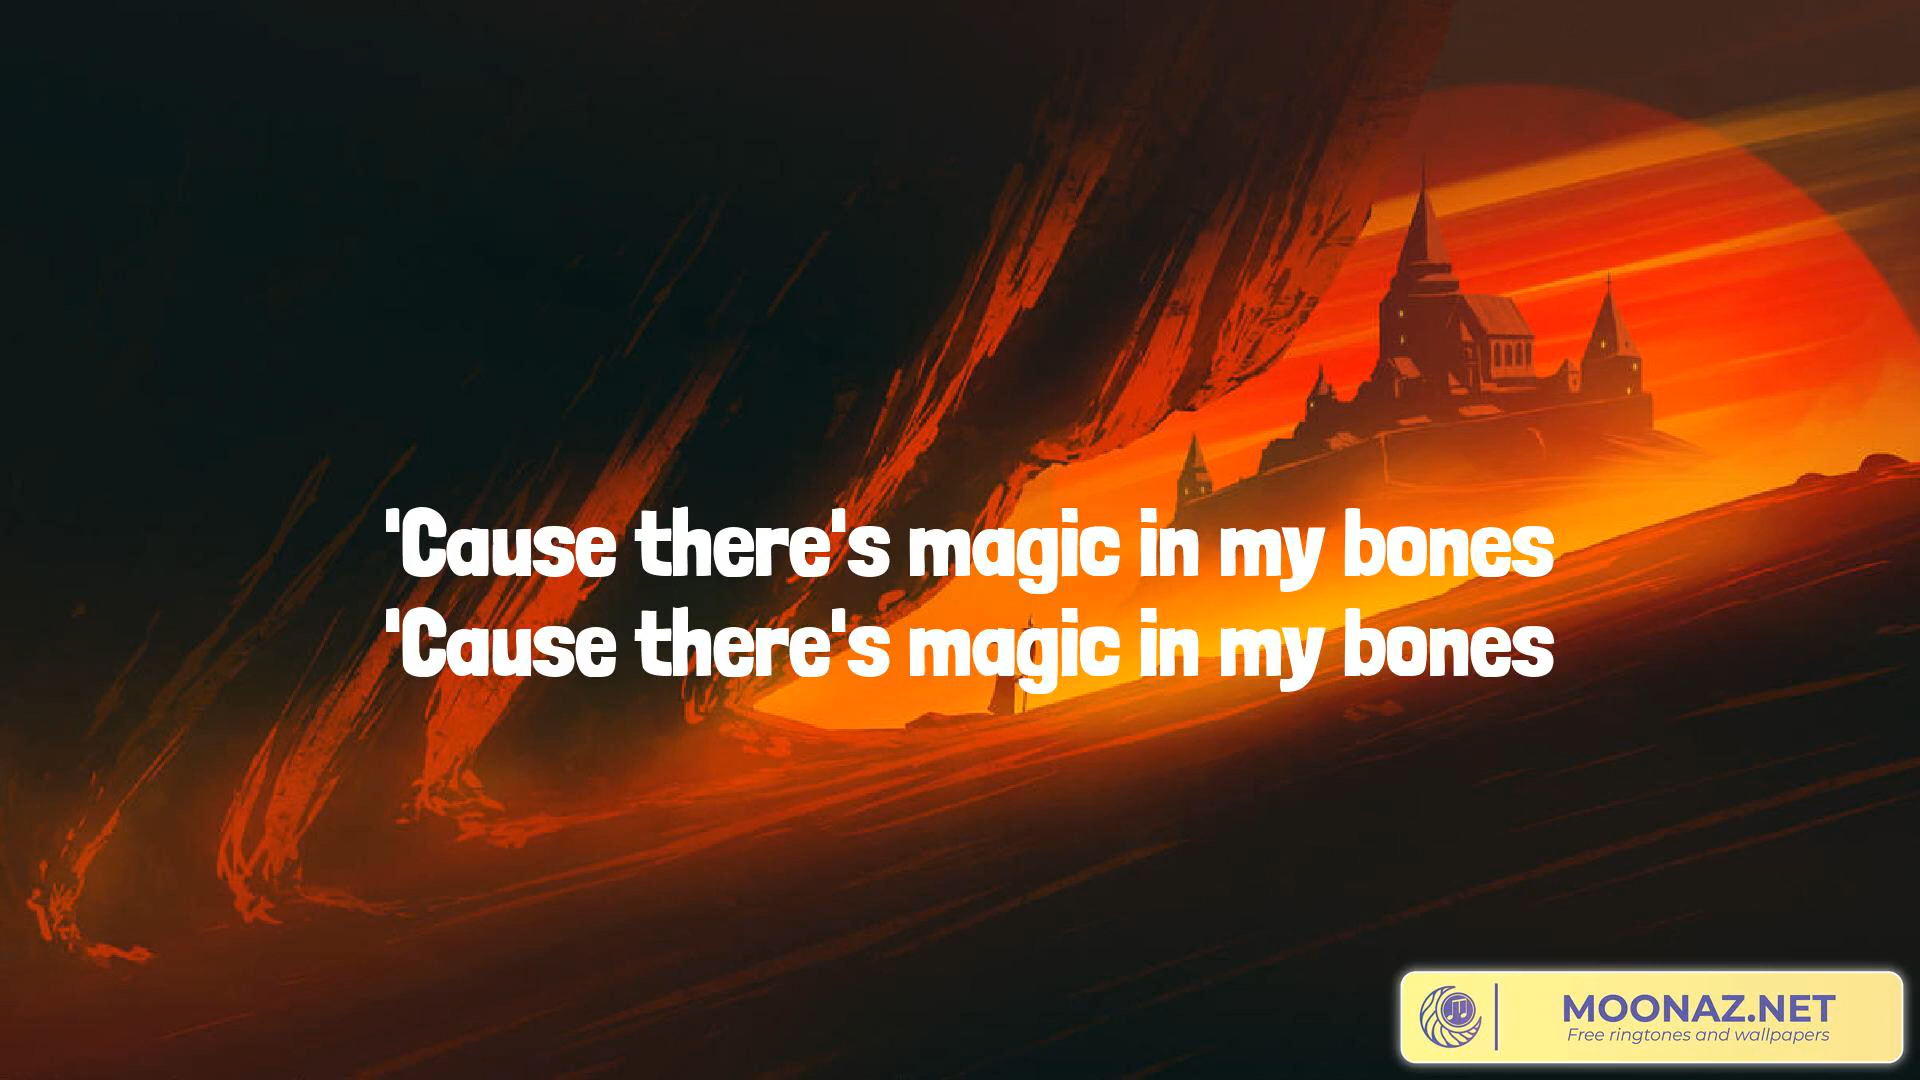 'Cause there's magic in my bones
'Cause there's magic in my bones
MOONAZ.NET
Free ringtones and wallpapers